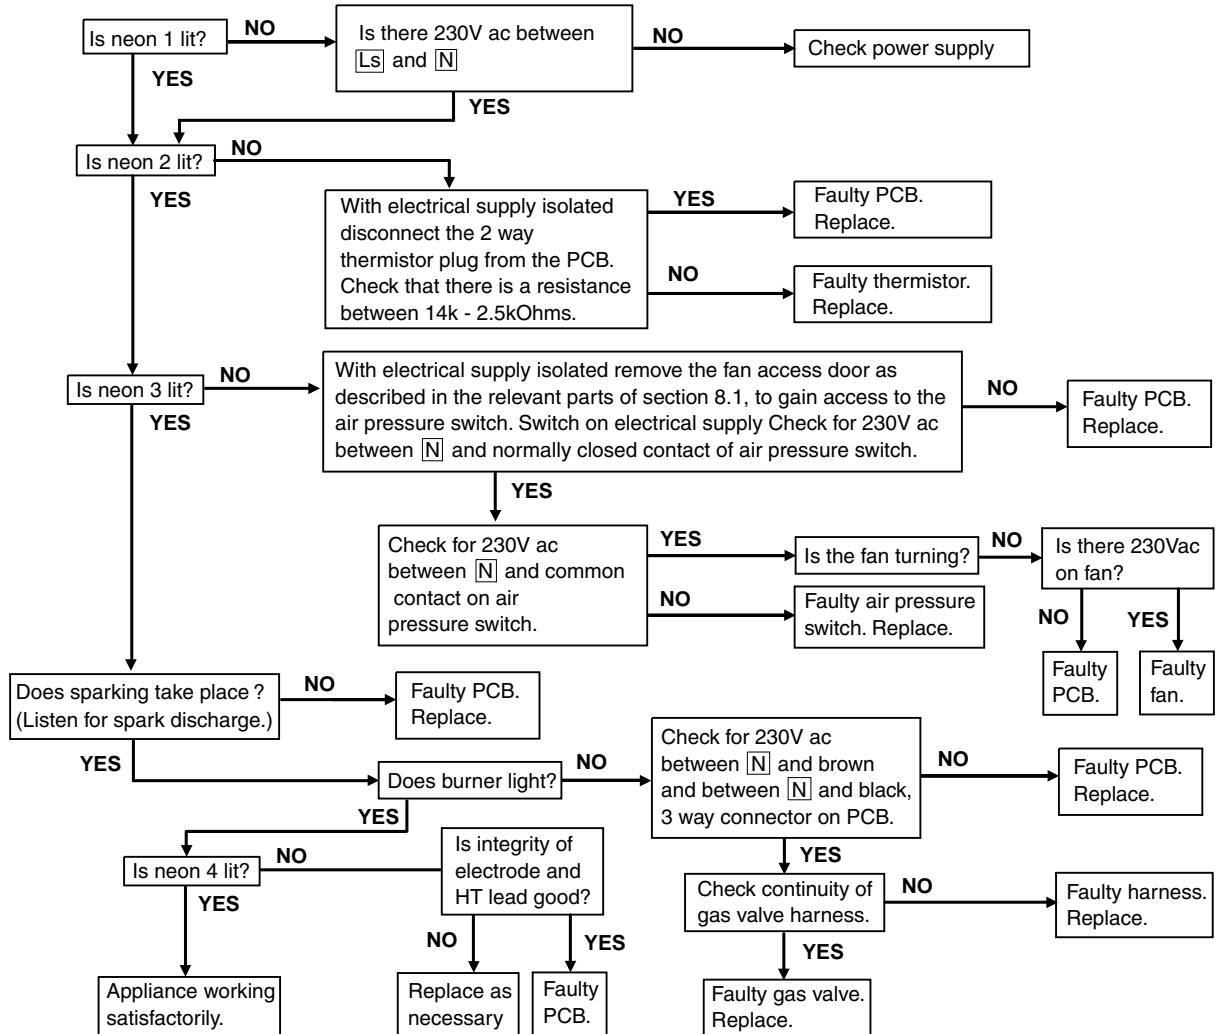 Is neon 1 lit?
NO
Is there 230V ac between
Ls and N
NO
Check power supply
YES
YES
Is neon 2 lit?
NO
YES
With electrical supply isolated
disconnect the 2 way
thermistor plug from the PCB.
Check that there is a resistance
between 14k - 2.5kOhms.
YES
Faulty PCB.
Replace.
NO
Faulty thermistor.
Replace.
Is neon 3 lit?
NO
YES
With electrical supply isolated remove the fan access door as
described in the relevant parts of section 8.1, to gain access to the
air pressure switch. Switch on electrical supply Check for 230V ac
between N and normally closed contact of air pressure switch.
NO
Faulty PCB.
Replace.
YES
Check for 230V ac
between N and common
contact on air
pressure switch.
YES
Is the fan turning?
NO
Is there 230Vac
on fan?
NO
Faulty air pressure
switch. Replace.
NO
YES
Faulty
PCB.
Faulty
fan.
Does sparking take place ?
(Listen for spark discharge.)
NO
Faulty PCB.
Replace.
YES
Does burner light?
NO
Check for 230V ac
between N and brown
and between N and black,
3 way connector on PCB.
NO
Faulty PCB.
Replace.
YES
YES
Is neon 4 lit?
NO
Is integrity of
electrode and
HT lead good?
YES
Check continuity of
gas valve harness.
NO
Faulty harness.
Replace.
NO
YES
YES
Appliance working
satisfactorily.
Replace as
necessary
Faulty
PCB.
Faulty gas valve.
Replace.